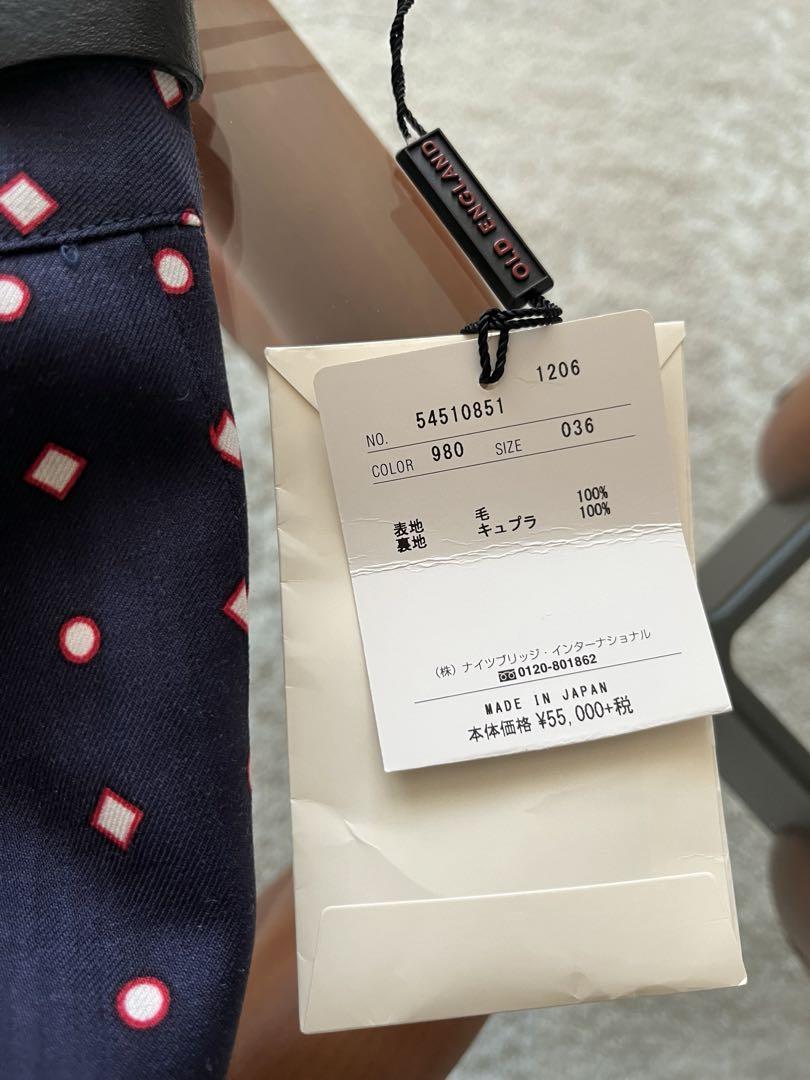 OLD ENGLAND
1206
NO. 54510851
COLOR 980 SIZE 036
表地 毛 100%
裏地 キュプラ 100%
(株) ナイツブリッジ・インターナショナル
0120-801862
MADE IN JAPAN
本体価格 ¥55,000+税